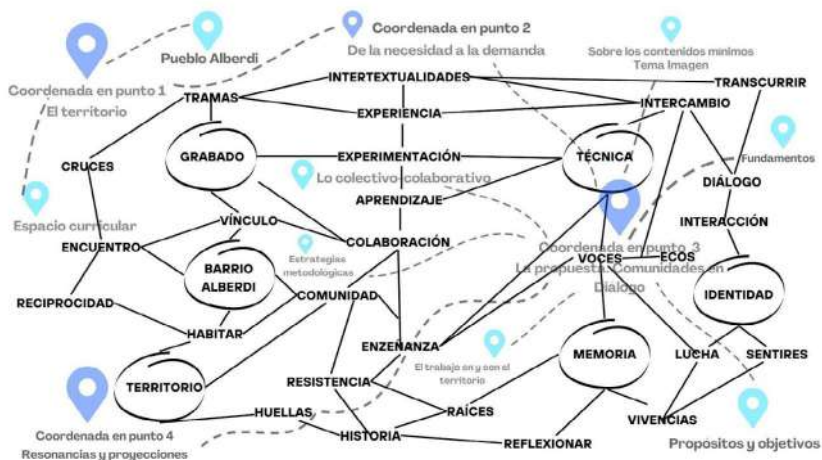 Coordenada en punto 2
Pueblo Alberdi
De la necesidad a la demanda
Sobre los contenidos mínimos
Tema Imagen
Coordenada en punto 1
El territorio
INTERTEXTUALIDADES
TRANSCURRIR
TRAMAS
EXPERIENCIA
INTERCAMBIO
GRABADO
EXPERIMENTACIÓN
TÉCNICA
Fundamentos
CRUCES
Lo colectivo-colaborativo
DIÁLOGO
APRENDIZAJE
Espacio curricular
VÍNCULO
INTERACCIÓN
ENCUENTRO
COLABORACIÓN
Coordenada en punto 3
Estrategias
metodológicas
VOCES
ECOS
La propuesta. Comunidades en
Diálogo
BARRIO
ALBERDI
COMUNIDAD
IDENTIDAD
RECIPROCIDAD
HABITAR
ENZEÑANZA
MEMORIA
LUCHA
SENTIRES
El trabajo en y con el
territorio
TERRITORIO
RESISTENCIA
HUELLAS
RAÍCES
VIVENCIAS
Coordenada en punto 4
Resonancias y proyecciones
HISTORIA
REFLEXIONAR
Propósitos y objetivos